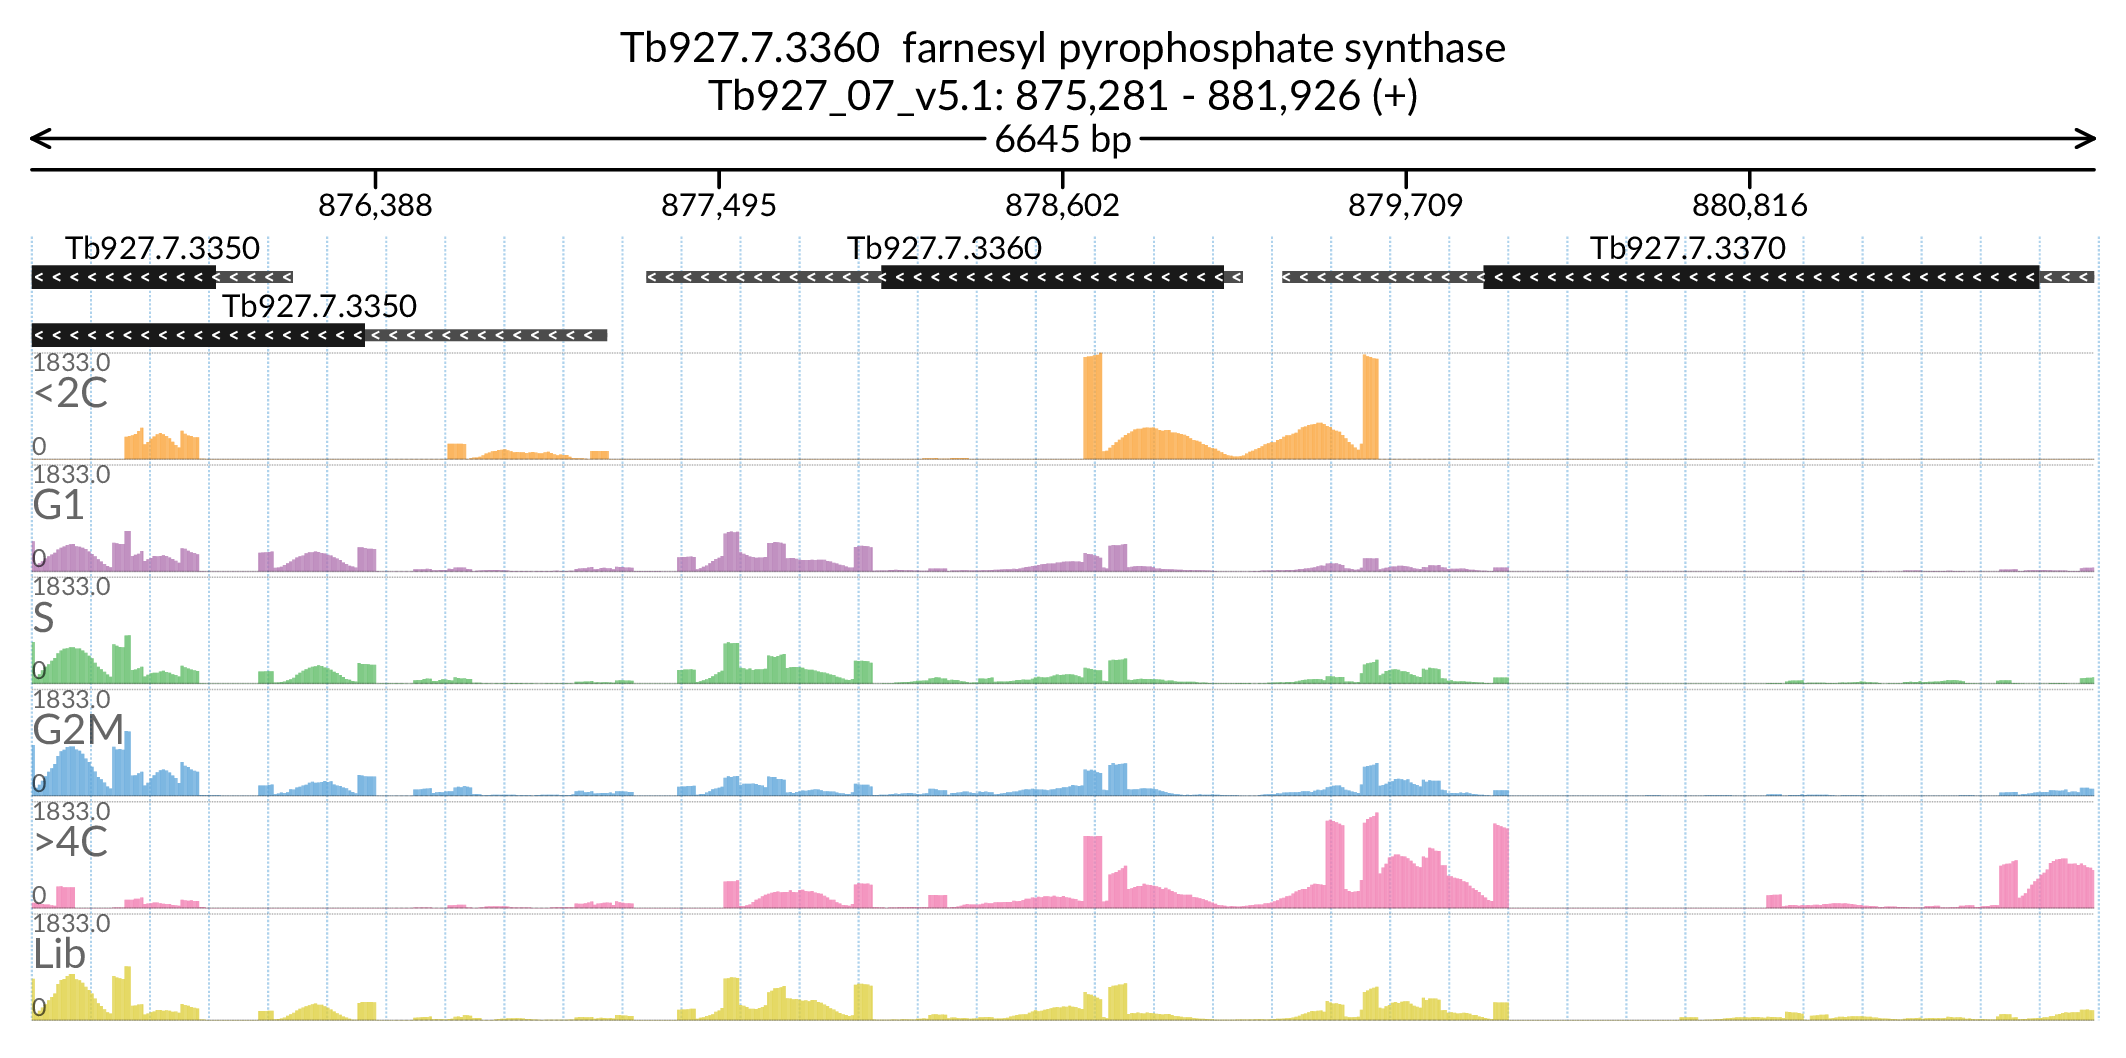 Tb927.7.3360  farnesyl pyrophosphate synthase
Tb927_07_v5.1: 875,281 - 881,926 (+)
6645 bp
876,388 877,495 878,602 879,709 880,816
Tb927.7.3350 Tb927.7.3360 Tb927.7.3370
Tb927.7.3350
1833.0
<2C
0
1833.0
G1
0
1833.0
S
0
1833.0
G2M
0
1833.0
>4C
0
1833.0
Lib
0